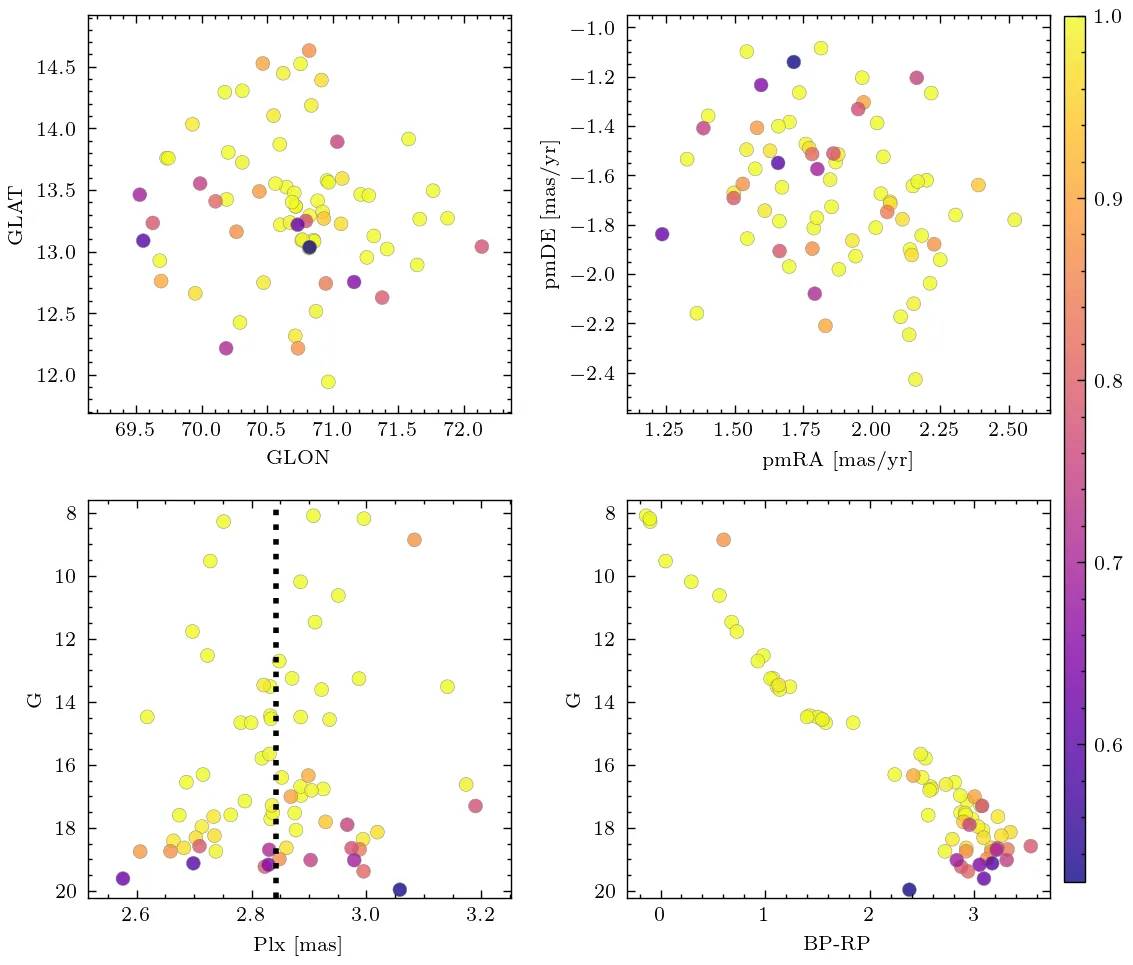 14.5
14.0
13.5
13.0
12.5
12.0
GLAT
69.5 70.0 70.5 71.0 71.5 72.0
GLON
−1.0
−1.2
−1.4
−1.6
−1.8
−2.0
−2.2
−2.4
pmDE [mas/yr]
1.25 1.50 1.75 2.00 2.25 2.50
pmRA [mas/yr]
8
10
12
14
16
18
20
G
2.6 2.8 3.0 3.2
Plx [mas]
8
10
12
14
16
18
20
G
0 1 2 3
BP-RP
1.0
0.9
0.8
0.7
0.6